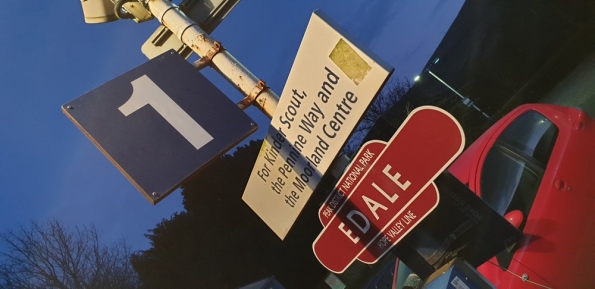 1
For Kinder Scout,
the Pennine Way and
the Moorland Centre
PEAK DISTRICT NATIONAL PARK
EDALE
HOPE VALLEY LINE